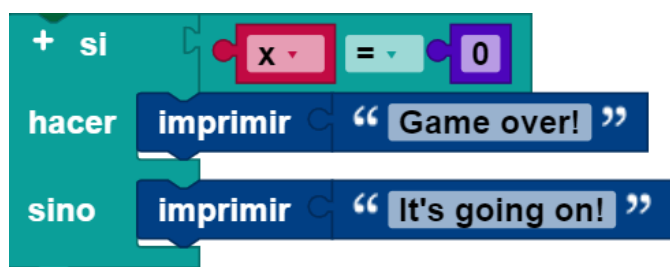 + si x = 0
hacer imprimir “ Game over! ”
sino imprimir “ It's going on! ”